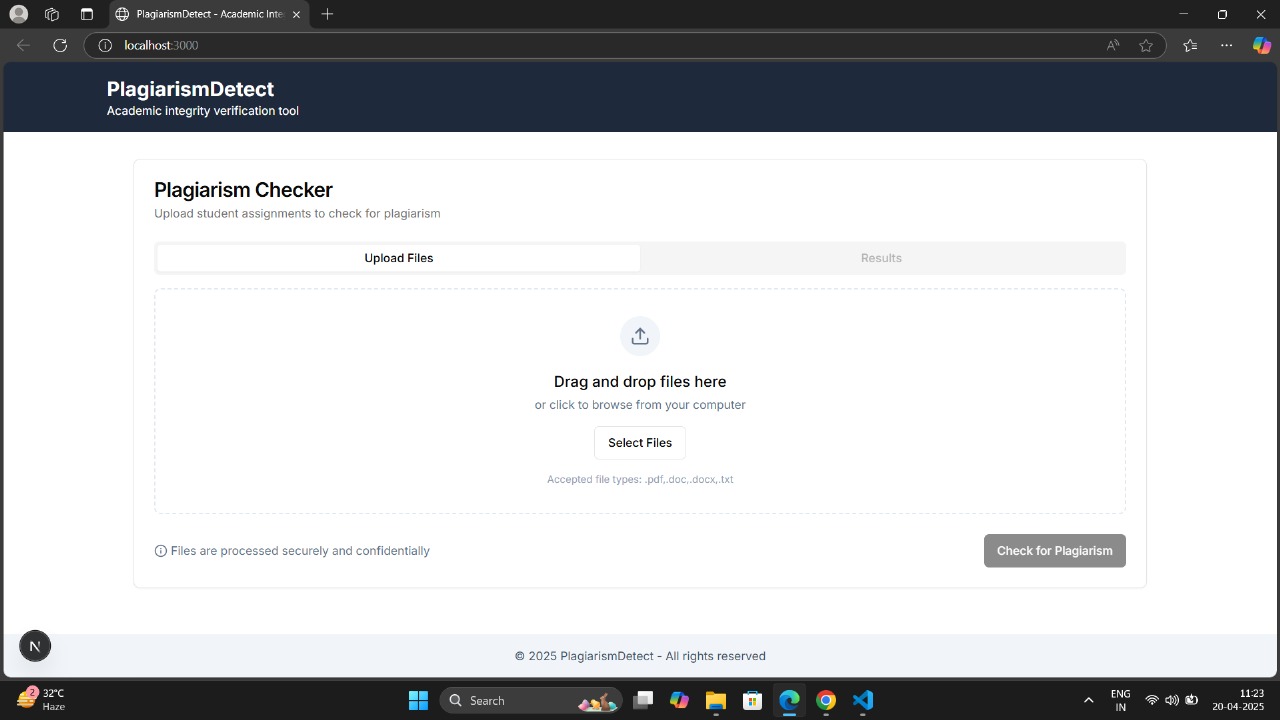 PlagiarismDetect - Academic Inte
localhost:3000
PlagiarismDetect
Academic integrity verification tool
Plagiarism Checker
Upload student assignments to check for plagiarism
Upload Files
Results
Drag and drop files here
or click to browse from your computer
Select Files
Accepted file types: .pdf,.doc,.docx,.txt
Files are processed securely and confidentially
Check for Plagiarism
N
© 2025 PlagiarismDetect - All rights reserved
2
32°C
Haze
Search
ENG
IN
11:23
20-04-2025